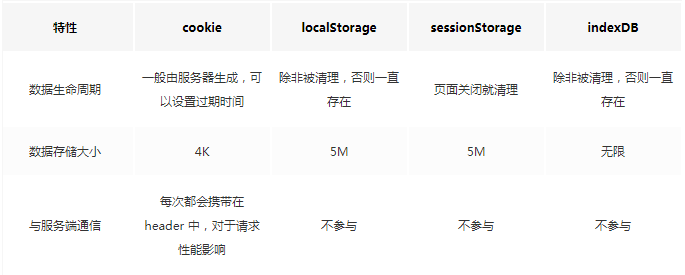 特性 cookie localStorage sessionStorage indexDB
数据生命周期 一般由服务器生成，可以设置过期时间 除非被清理，否则一直存在 页面关闭就清理 除非被清理，否则一直存在
数据存储大小 4K 5M 5M 无限
与服务端通信 每次都会携带在 header 中，对于请求性能影响 不参与 不参与 不参与